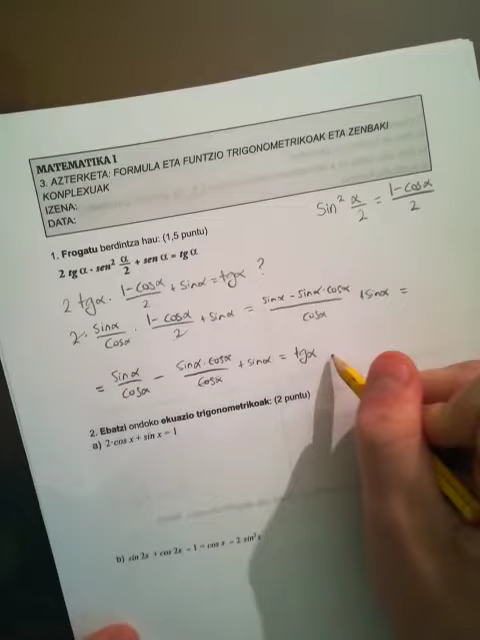 MATEMATIKA I
3. AZTERKETA: FORMULA ETA FUNTZIO TRIGONOMETRIKOAK ETA ZENBAKI
KONPLEXUAK
IZENA:
DATA:
Sin² α/2 = (1-cosα)/2
1. Frogatu berdintza hau: (1,5 puntu)
2 tg α · sen² α/2 + sen α = tg α
2 tgα · (1-cosα)/2 + sinα = tgα ?
2· sinα/cosα · (1-cosα)/2 + sinα = (sinα - sinα·cosα)/cosα + sinα =
= sinα/cosα - (sinα·cosα)/cosα + sinα = tgα
2. Ebatzi ondoko ekuazio trigonometrikoak: (2 puntu)
a) 2·cos x + sin x = 1
b) sin 2x + cos 2x - 1 = cos x - 2 sin² x